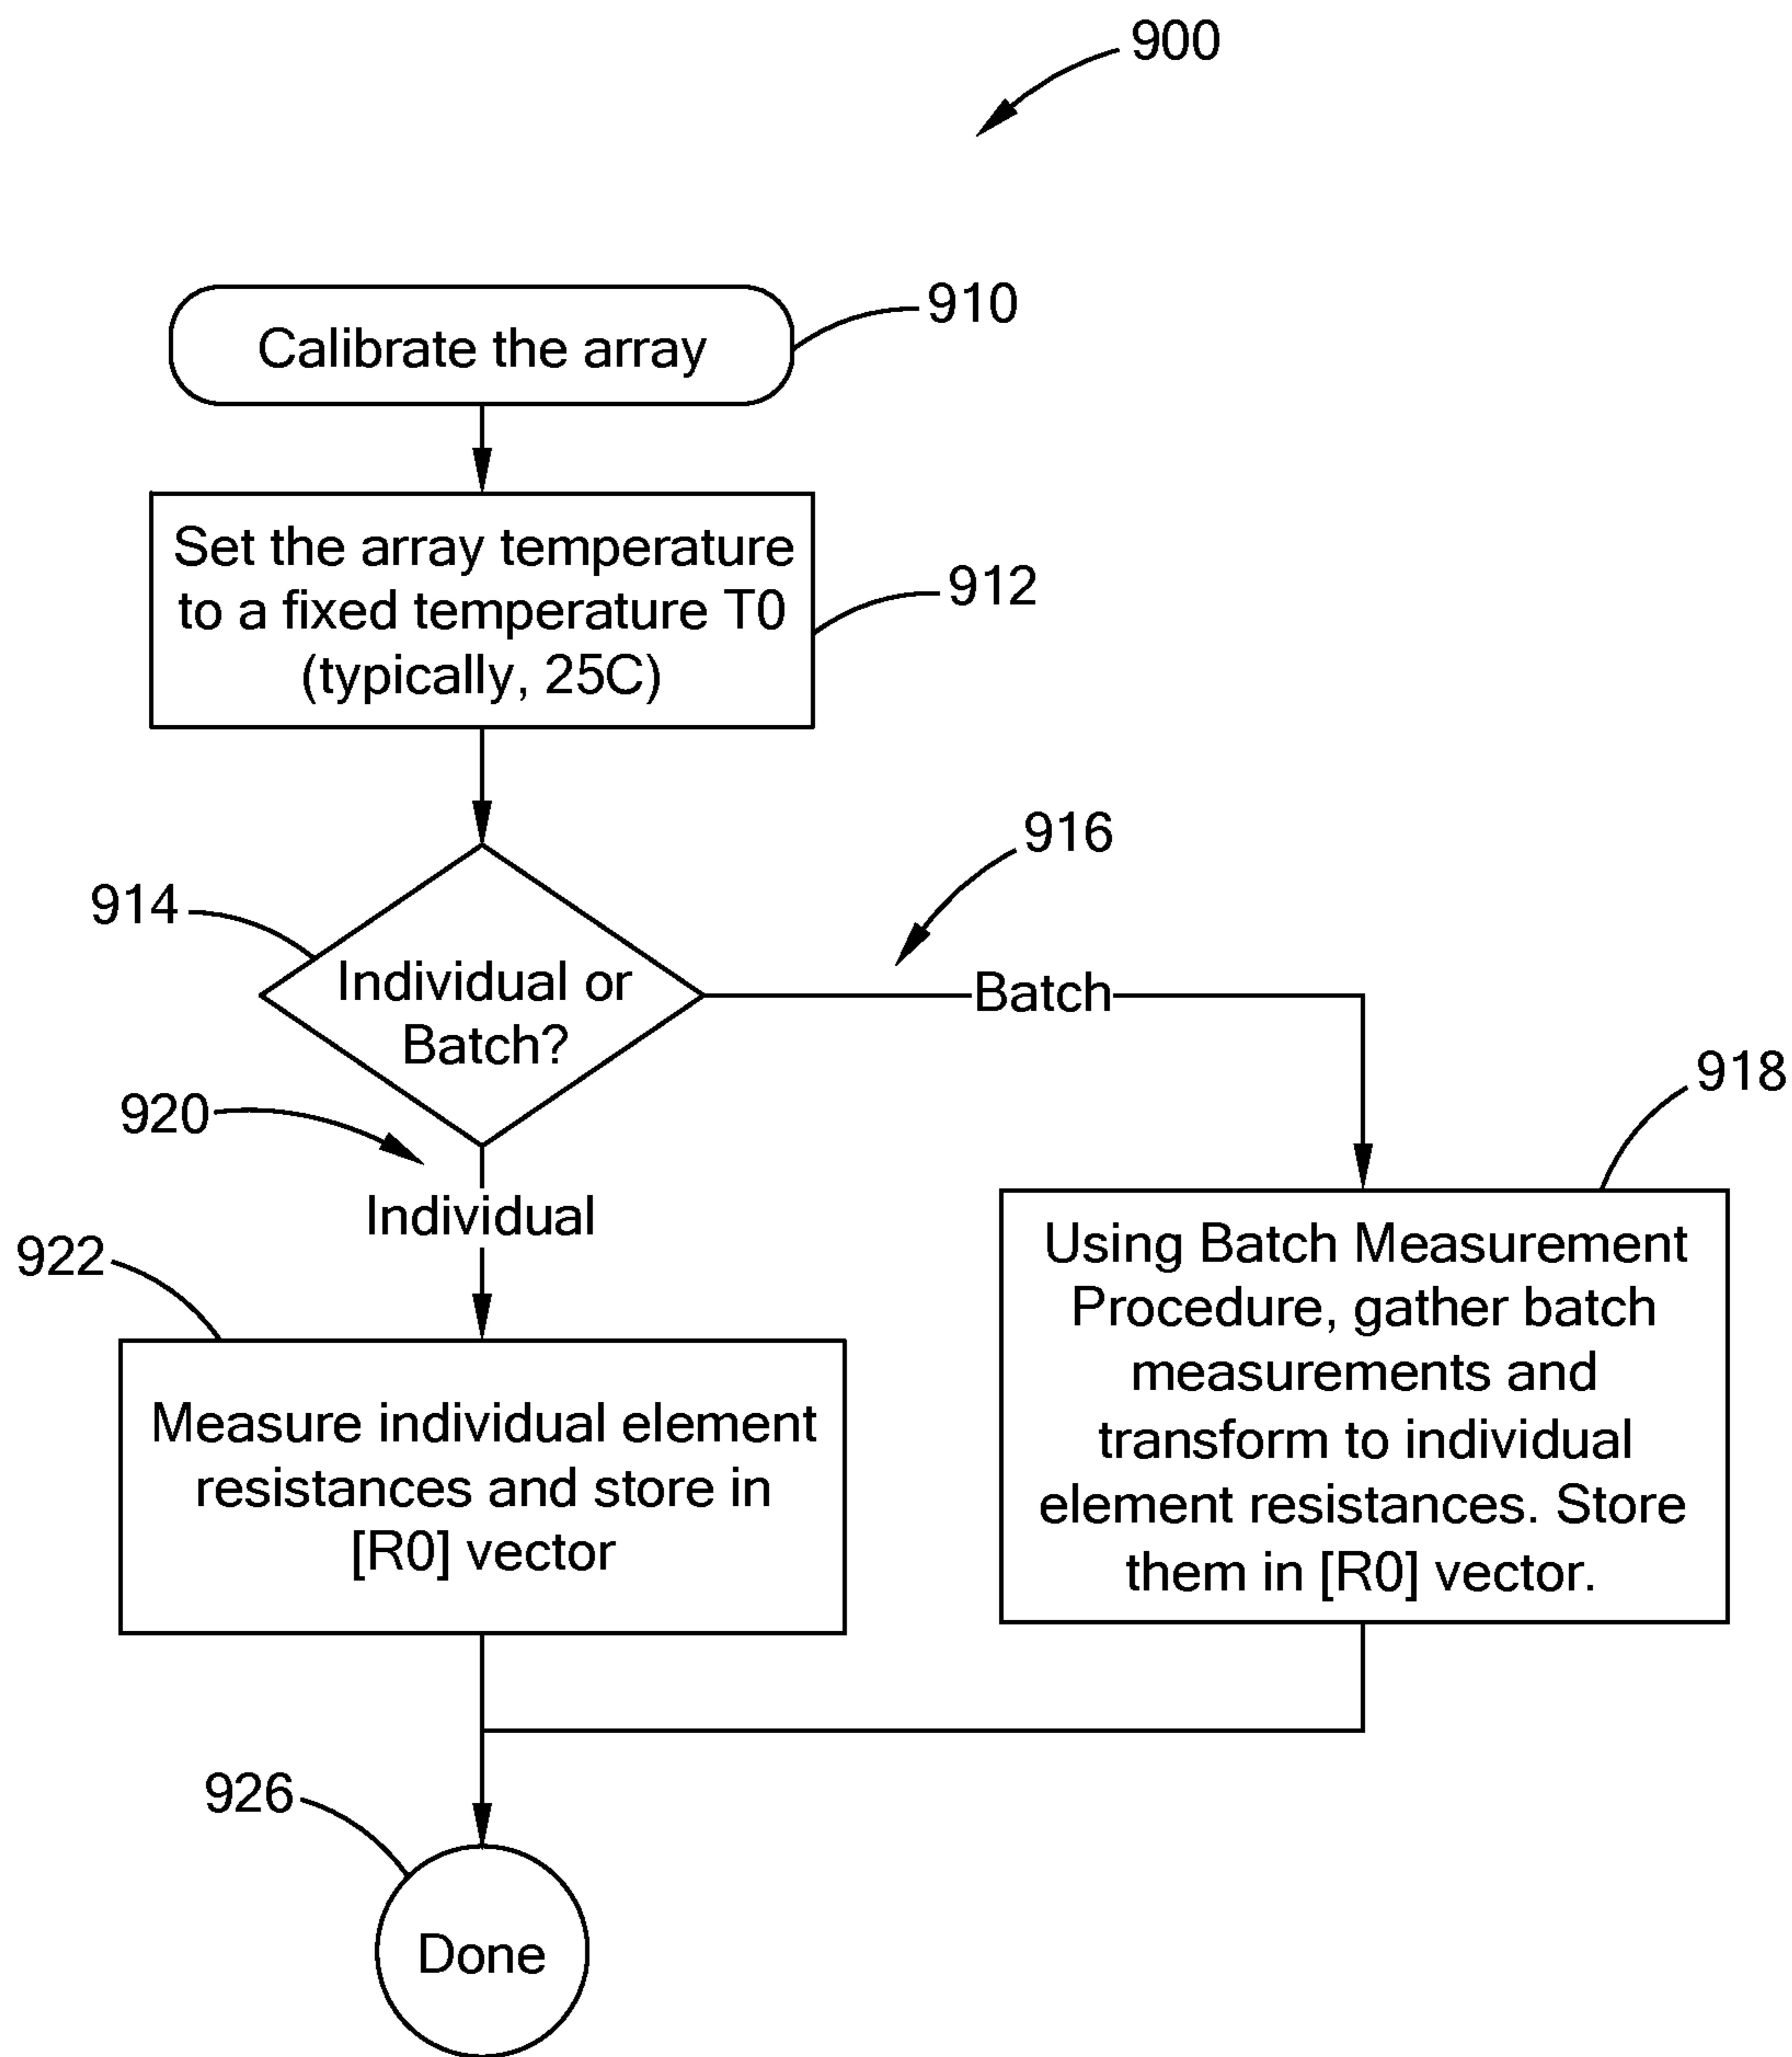 900
Calibrate the array
910
Set the array temperature
to a fixed temperature T0
(typically, 25C)
912
914
Individual or
Batch?
916
Batch
920
Individual
918
Using Batch Measurement
Procedure, gather batch
measurements and
transform to individual
element resistances. Store
them in [R0] vector.
922
Measure individual element
resistances and store in
[R0] vector
926
Done